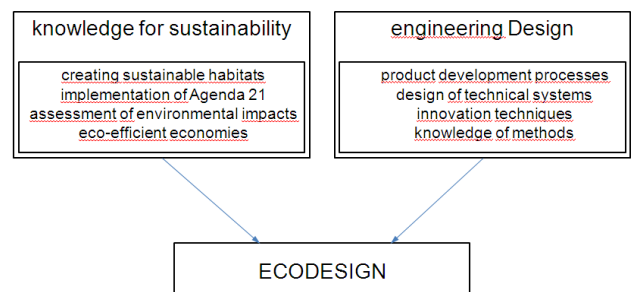 knowledge for sustainability
creating sustainable habitats
implementation of Agenda 21
assessment of environmental impacts
eco-efficient economies
engineering Design
product development processes
design of technical systems
innovation techniques
knowledge of methods
ECODESIGN